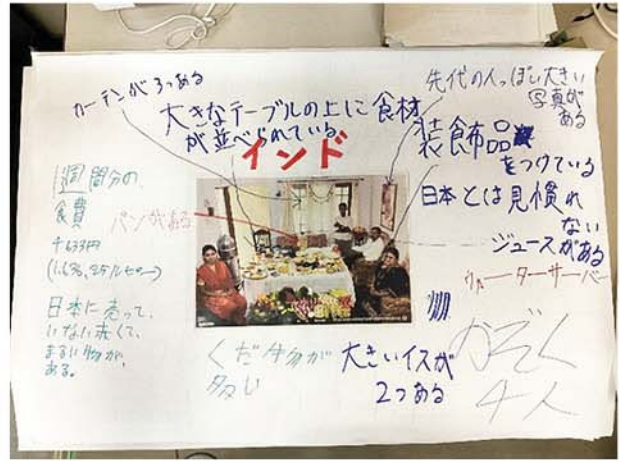 カーテンが3つある
大きなテーブルの上に食材
が並べられている
インド
先代の人っぽい大きい
写真が
ある
装飾品
をつけている
日本とは見慣れ
ない
ジュースがある
ウォーターサーバー
1週間分の
食費
パンがある
日本に売って
いない赤くて、
まるい物が
ある。
くだ物が
多い
大きいイスが
2つある
かぞく
4人